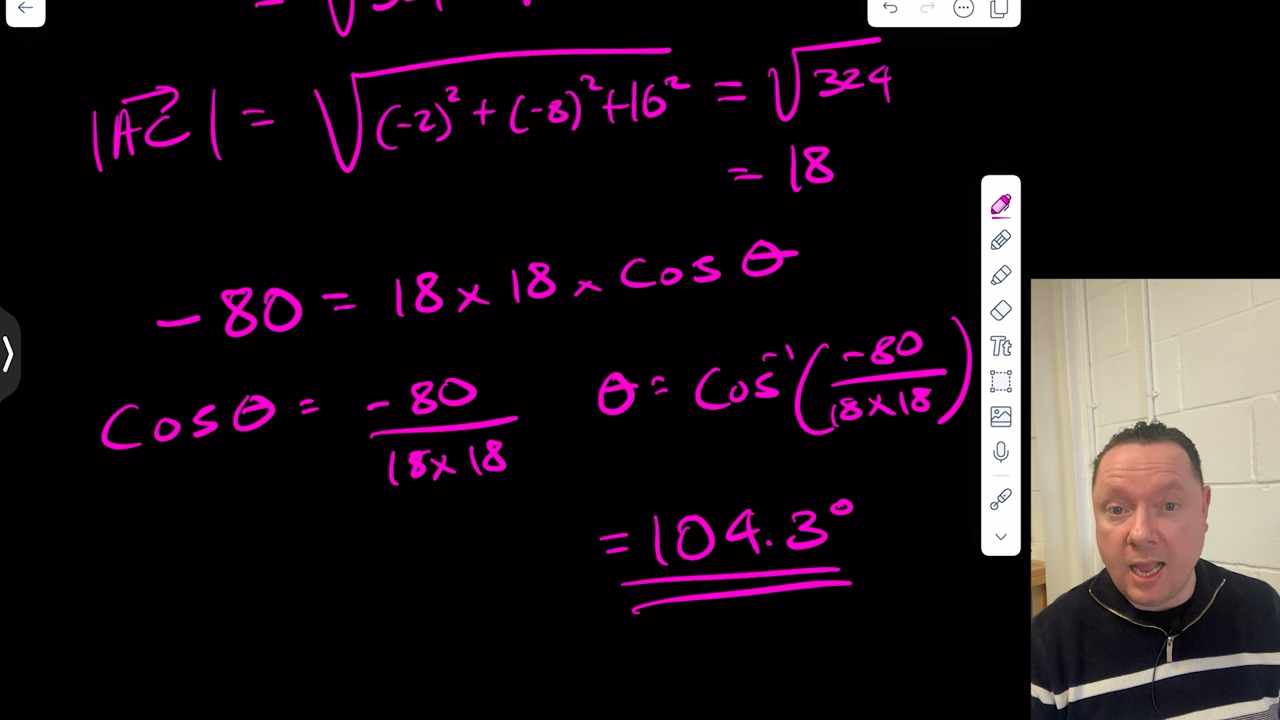 |AC| = √(-2)² + (-8)² + 16² = √324
= 18
-80 = 18 × 18 × Cos θ
Cos θ = -80 / 18 × 18
θ = Cos⁻¹(-80 / 18 × 18)
= 104.3°
Tt